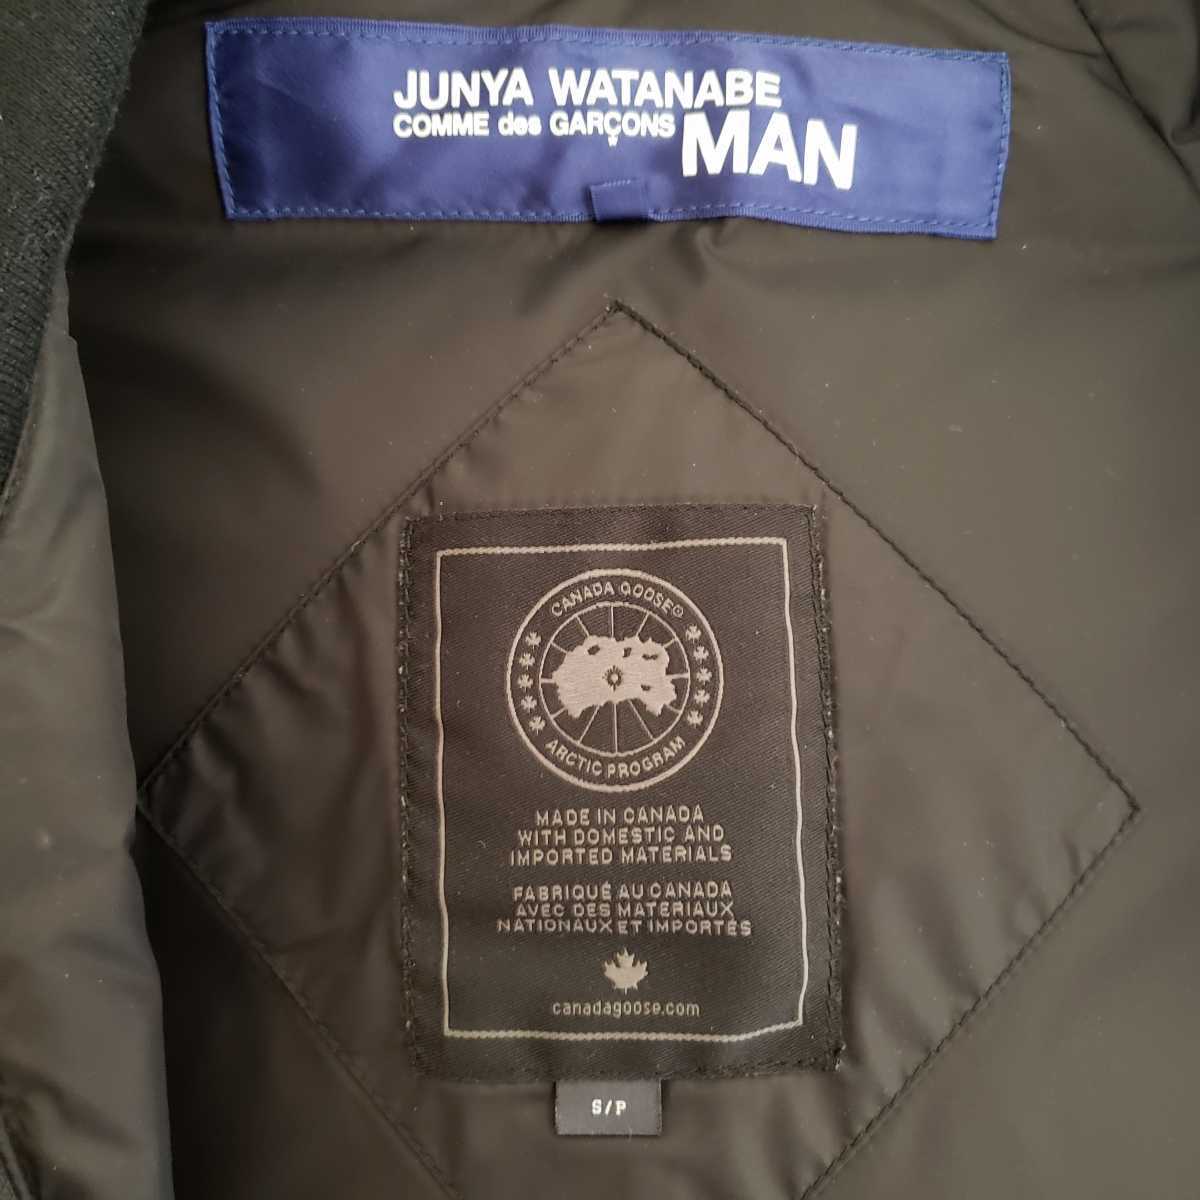 JUNYA WATANABE
COMME des GARÇONS MAN
CANADA GOOSE®
ARCTIC PROGRAM
MADE IN CANADA
WITH DOMESTIC AND
IMPORTED MATERIALS
FABRIQUÉ AU CANADA
AVEC DES MATERIAUX
NATIONAUX ET IMPORTÉS
canadagoose.com
S/P